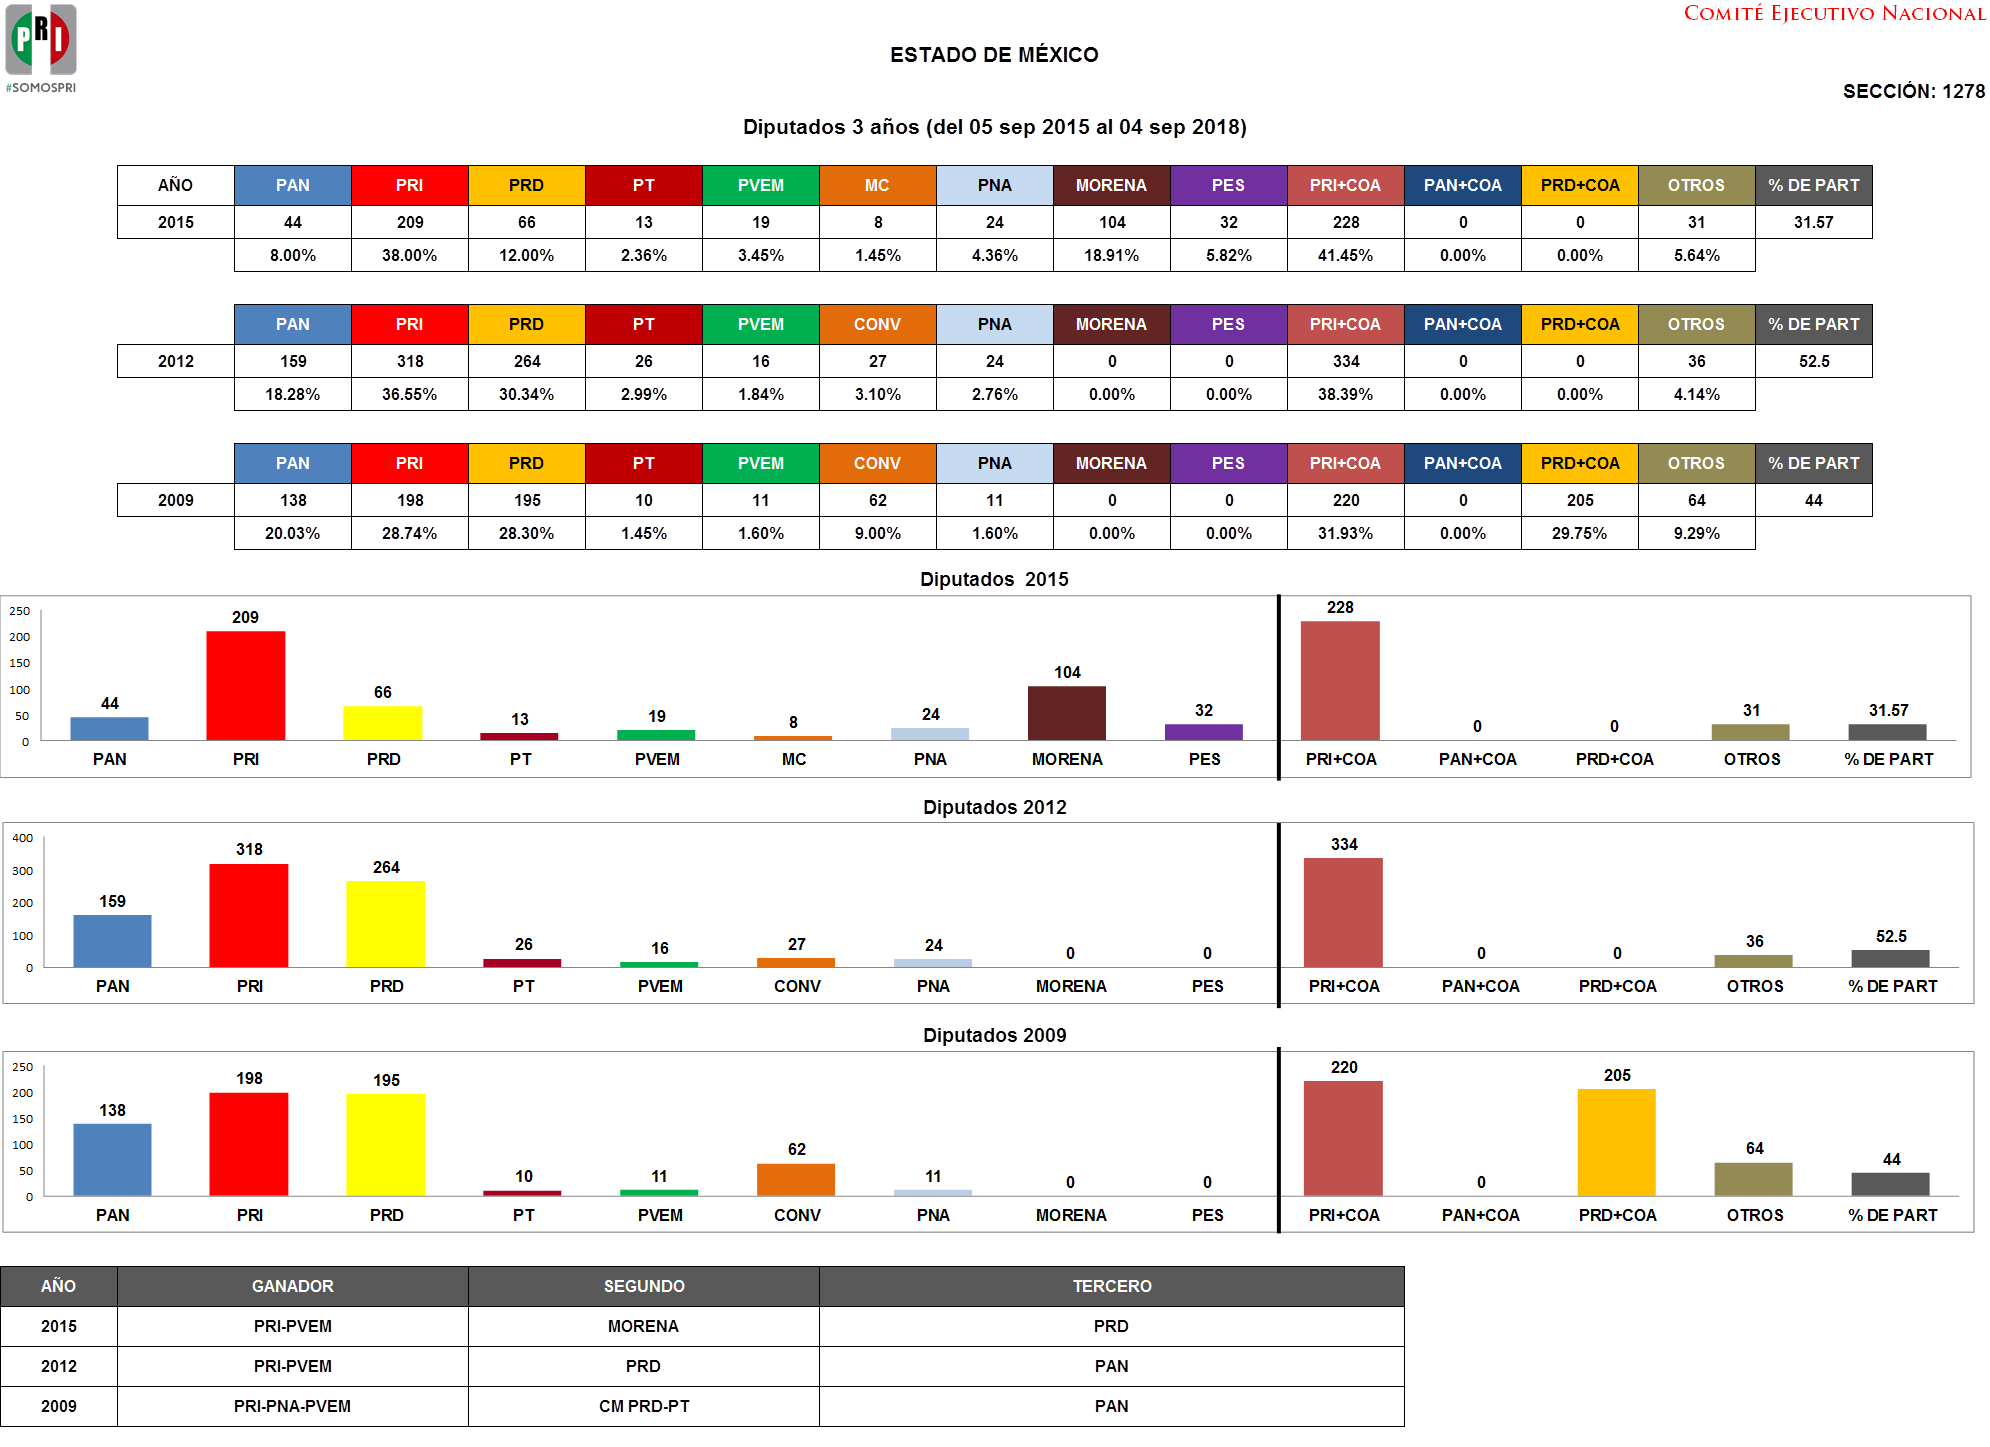 PRI
#SOMOSPRI
COMITÉ EJECUTIVO NACIONAL
ESTADO DE MÉXICO
SECCIÓN: 1278
Diputados 3 años (del 05 sep 2015 al 04 sep 2018)
AÑO PAN PRI PRD PT PVEM MC PNA MORENA PES PRI+COA PAN+COA PRD+COA OTROS % DE PART
2015 44 209 66 13 19 8 24 104 32 228 0 0 31 31.57
8.00% 38.00% 12.00% 2.36% 3.45% 1.45% 4.36% 18.91% 5.82% 41.45% 0.00% 0.00% 5.64%
PAN PRI PRD PT PVEM CONV PNA MORENA PES PRI+COA PAN+COA PRD+COA OTROS % DE PART
2012 159 318 264 26 16 27 24 0 0 334 0 0 36 52.5
18.28% 36.55% 30.34% 2.99% 1.84% 3.10% 2.76% 0.00% 0.00% 38.39% 0.00% 0.00% 4.14%
PAN PRI PRD PT PVEM CONV PNA MORENA PES PRI+COA PAN+COA PRD+COA OTROS % DE PART
2009 138 198 195 10 11 62 11 0 0 220 0 205 64 44
20.03% 28.74% 28.30% 1.45% 1.60% 9.00% 1.60% 0.00% 0.00% 31.93% 0.00% 29.75% 9.29%
Diputados 2015
250
200
150
100
50
0
44 209 66 13 19 8 24 104 32 228 0 0 31 31.57
PAN PRI PRD PT PVEM MC PNA MORENA PES PRI+COA PAN+COA PRD+COA OTROS % DE PART
Diputados 2012
400
300
200
100
0
159 318 264 26 16 27 24 0 0 334 0 0 36 52.5
PAN PRI PRD PT PVEM CONV PNA MORENA PES PRI+COA PAN+COA PRD+COA OTROS % DE PART
Diputados 2009
250
200
150
100
50
0
138 198 195 10 11 62 11 0 0 220 0 205 64 44
PAN PRI PRD PT PVEM CONV PNA MORENA PES PRI+COA PAN+COA PRD+COA OTROS % DE PART
AÑO GANADOR SEGUNDO TERCERO
2015 PRI-PVEM MORENA PRD
2012 PRI-PVEM PRD PAN
2009 PRI-PNA-PVEM CM PRD-PT PAN